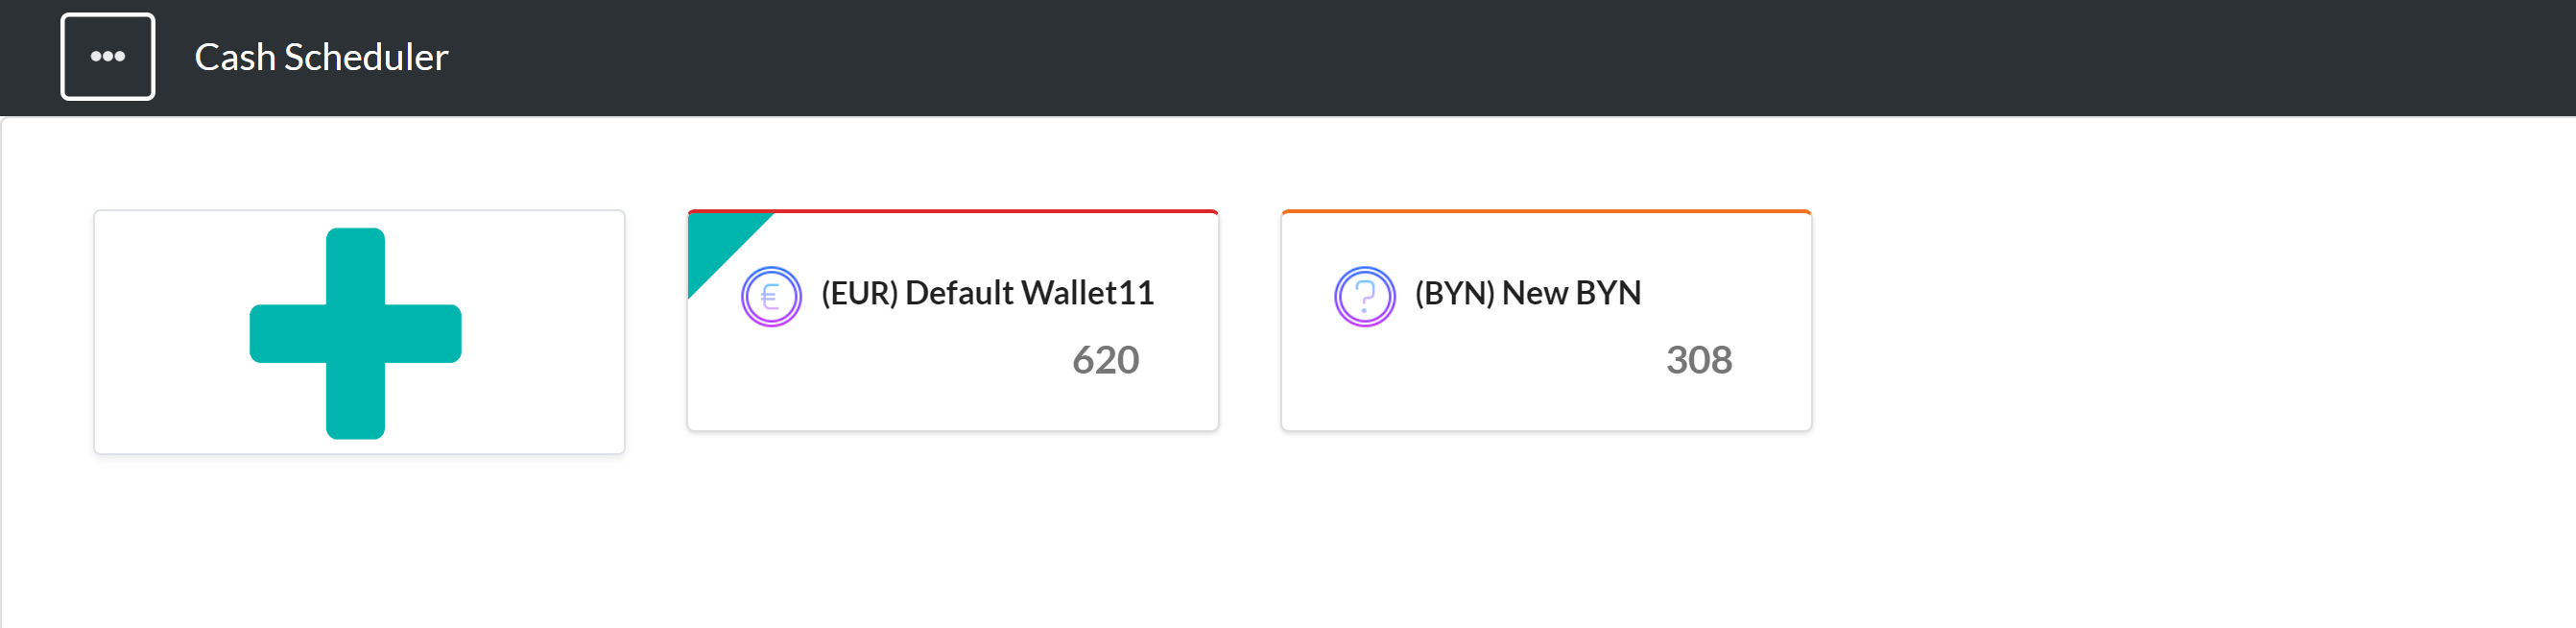 Cash Scheduler
(EUR) Default Wallet11
620
(BYN) New BYN
308